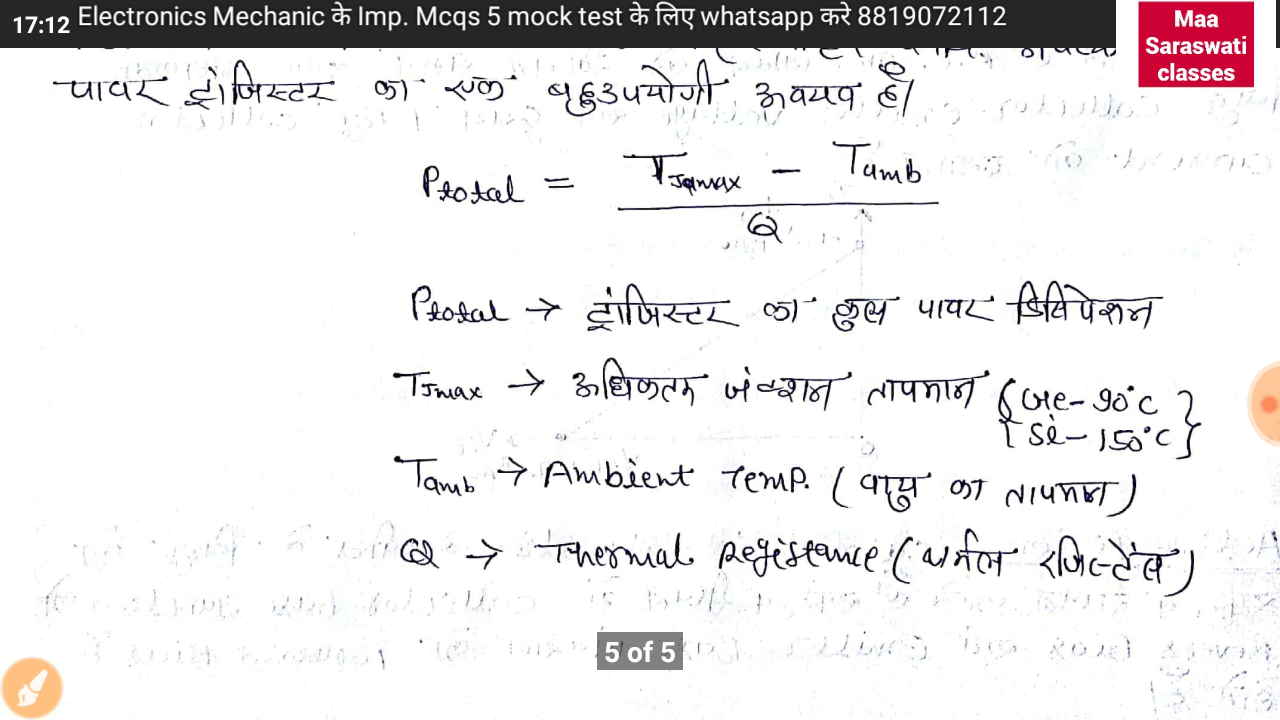 17:12 Electronics Mechanic के Imp. Mcqs 5 mock test के लिए whatsapp करे 8819072112
Maa
Saraswati
classes
पावर ट्रांजिस्टर का एक बहुउपयोगी अवयव है।
Ptotal = TJmax - Tamb
Q
Ptotal → ट्रांजिस्टर का कुल पावर डिसिपेशन
TJmax → अधिकतम जंक्शन तापमान { Ge - 90°C }
{ Si - 150°C }
Tamb → Ambient Temp. ( वायु का तापमान )
Q → Thermal Registance ( थर्मल रजिस्टेंस )
5 of 5